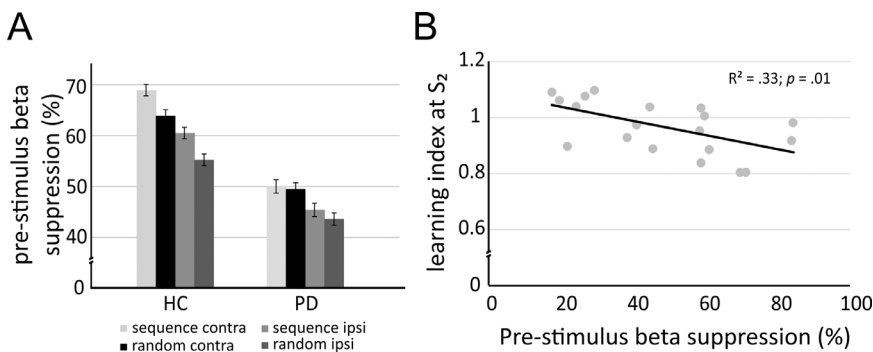 A
pre-stimulus beta
suppression (%)
70
60
50
40
0
HC
PD
sequence contra
sequence ipsi
random contra
random ipsi
B
learning index at S₂
1.2
1
0.8
0.6
0
R² = .33; p = .01
0
20
40
60
80
100
Pre-stimulus beta suppression (%)